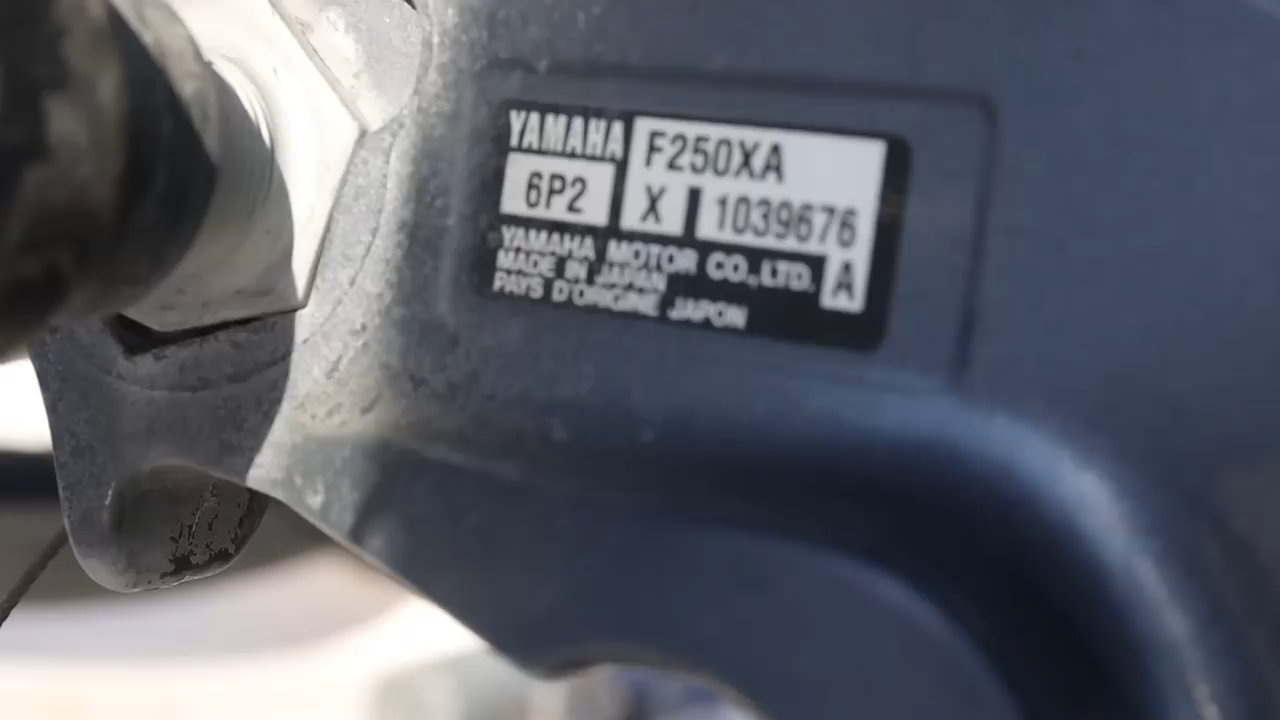 YAMAHA F250XA
6P2 X 1039676
YAMAHA MOTOR CO.,LTD. A
MADE IN JAPAN
PAYS D'ORIGINE JAPON